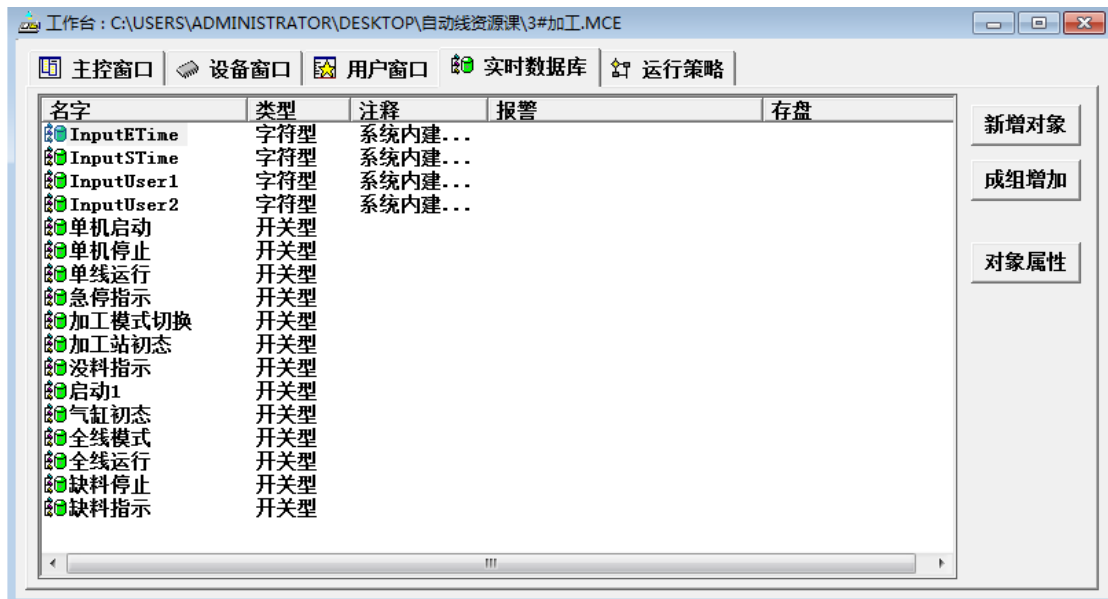 工作台 : C:\USERS\ADMINISTRATOR\DESKTOP\自动线资源课\3#加工.MCE
主控窗口 设备窗口 用户窗口 实时数据库 运行策略
名字 类型 注释 报警 存盘
InputETime 字符型 系统内建...
InputSTime 字符型 系统内建...
InputUser1 字符型 系统内建...
InputUser2 字符型 系统内建...
单机启动 开关型
单机停止 开关型
单线运行 开关型
急停指示 开关型
加工模式切换 开关型
加工站初态 开关型
没料指示 开关型
启动1 开关型
气缸初态 开关型
全线模式 开关型
全线运行 开关型
缺料停止 开关型
缺料指示 开关型
新增对象
成组增加
对象属性